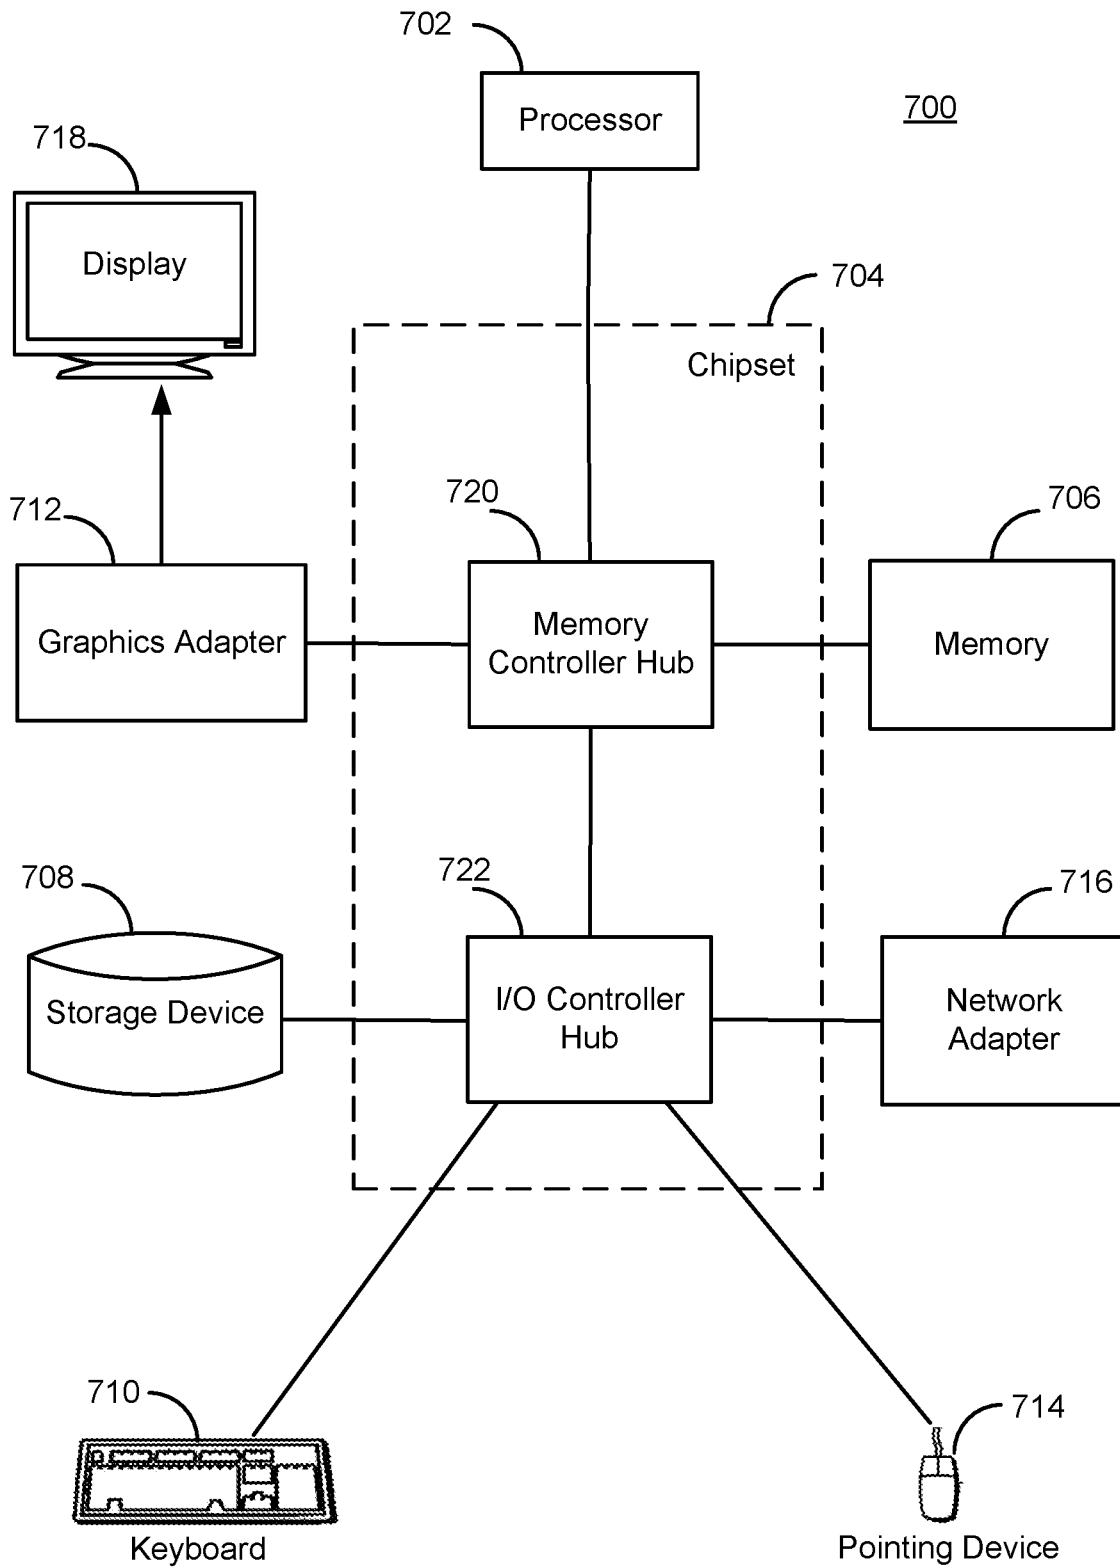 702
Processor
700
718
Display
704
Chipset
712
Graphics Adapter
720
Memory
Controller Hub
706
Memory
708
Storage Device
722
I/O Controller
Hub
716
Network
Adapter
710
Keyboard
714
Pointing Device